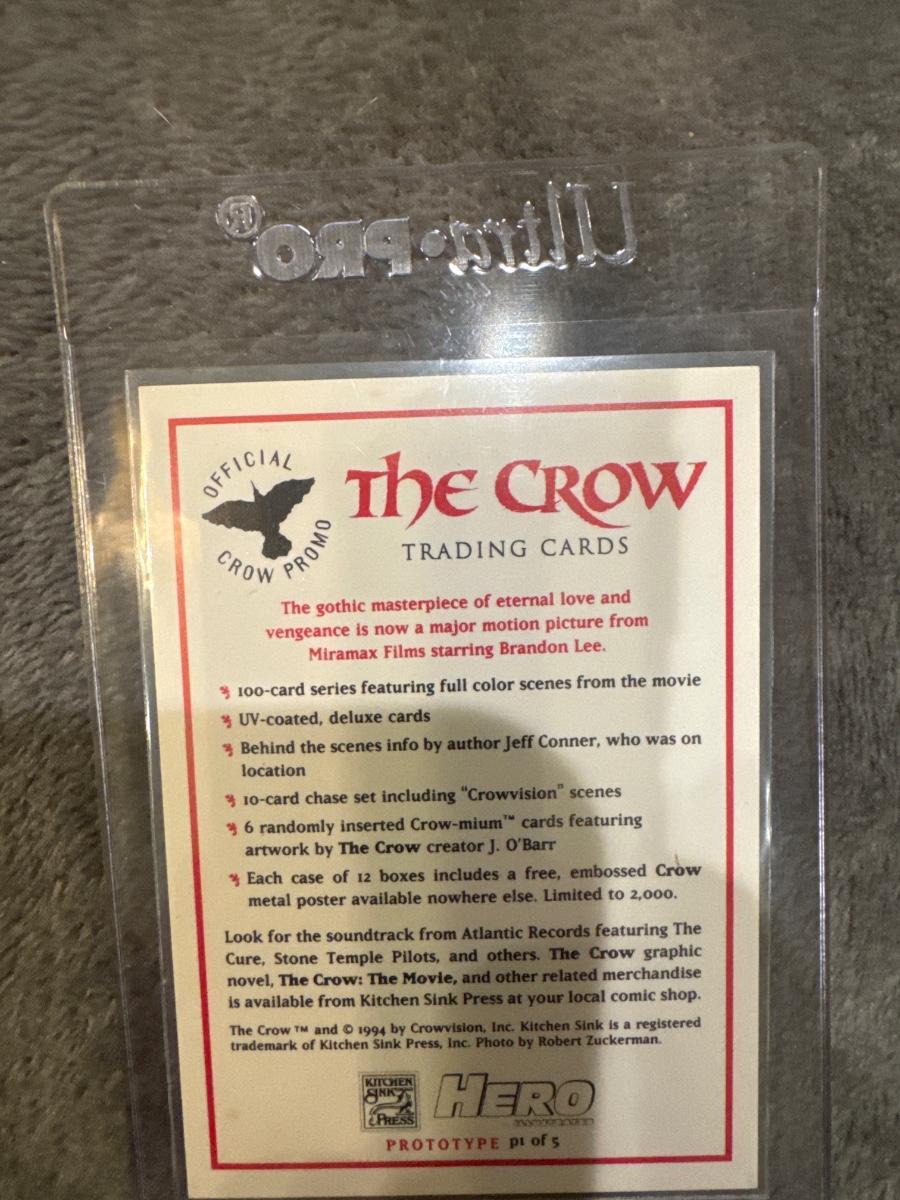 Ultra•PRO®
OFFICIAL
CROW PROMO
The Crow
TRADING CARDS
The gothic masterpiece of eternal love and
vengeance is now a major motion picture from
Miramax Films starring Brandon Lee.
100-card series featuring full color scenes from the movie
UV-coated, deluxe cards
Behind the scenes info by author Jeff Conner, who was on
location
10-card chase set including “Crowvision” scenes
6 randomly inserted Crow-mium™ cards featuring
artwork by The Crow creator J. O'Barr
Each case of 12 boxes includes a free, embossed Crow
metal poster available nowhere else. Limited to 2,000.
Look for the soundtrack from Atlantic Records featuring The
Cure, Stone Temple Pilots, and others. The Crow graphic
novel, The Crow: The Movie, and other related merchandise
is available from Kitchen Sink Press at your local comic shop.
The Crow ™ and © 1994 by Crowvision, Inc. Kitchen Sink is a registered
trademark of Kitchen Sink Press, Inc. Photo by Robert Zuckerman.
KITCHEN
SINK
PRESS
HERO
PROTOTYPE p1 of 5